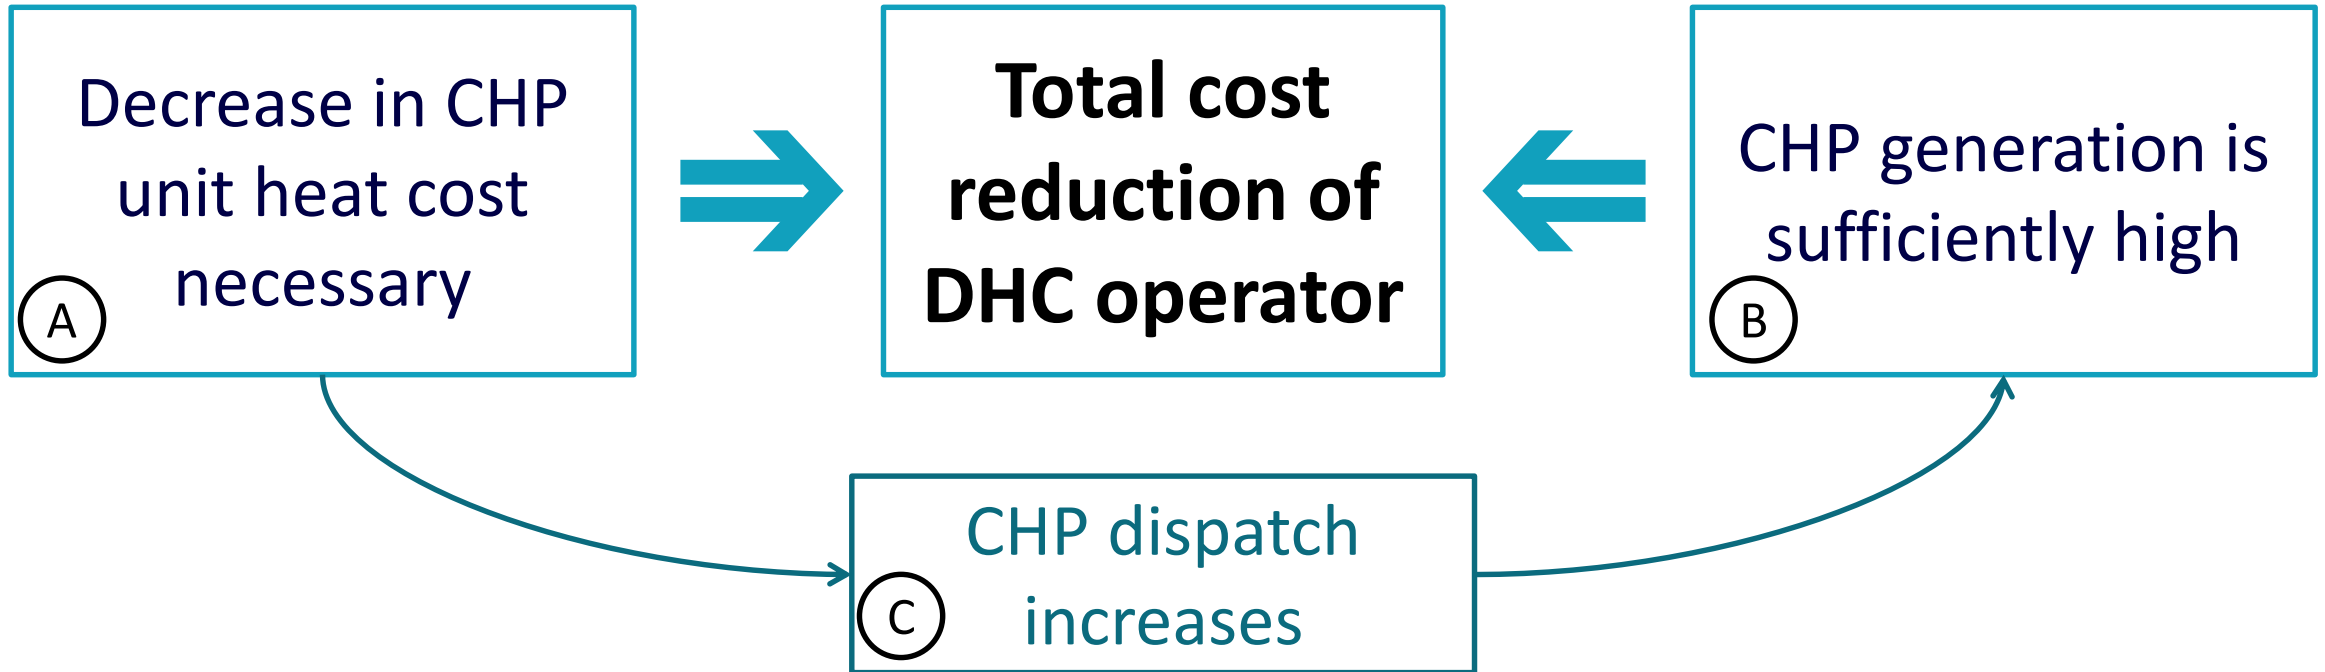 Decrease in CHP
unit heat cost
necessary
A
Total cost
reduction of
DHC operator
CHP generation is
sufficiently high
B
CHP dispatch
increases
C